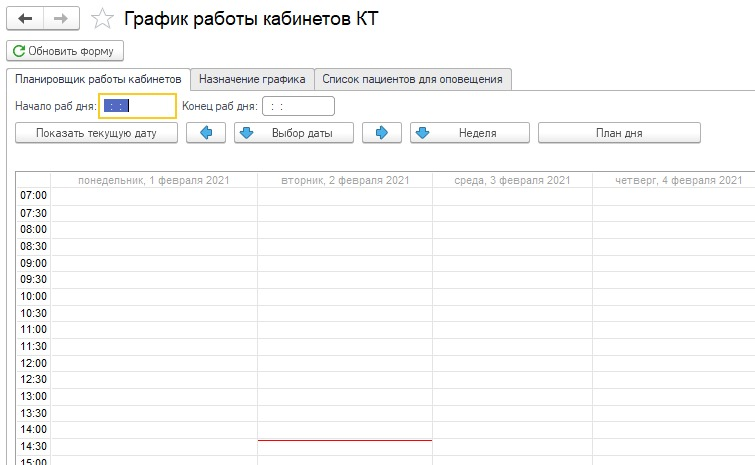 График работы кабинетов КТ
Обновить форму
Планировщик работы кабинетов Назначение графика Список пациентов для оповещения
Начало раб дня: : : Конец раб дня: : :
Показать текущую дату Выбор даты Неделя План дня
понедельник, 1 февраля 2021 вторник, 2 февраля 2021 среда, 3 февраля 2021 четверг, 4 февраля 2021
07:00
07:30
08:00
08:30
09:00
09:30
10:00
10:30
11:00
11:30
12:00
12:30
13:00
13:30
14:00
14:30
15:00